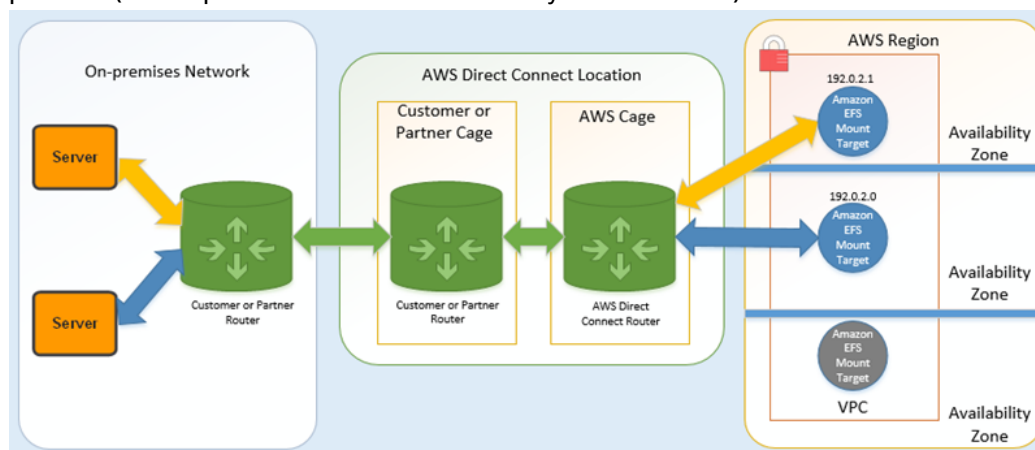 On-premises Network
Server
Server
Customer or Partner
Router
AWS Direct Connect Location
Customer or
Partner Cage
Customer or Partner
Router
AWS Cage
AWS Direct
Connect Router
AWS Region
192.0.2.1
Amazon
EFS
Mount
Target
Availability
Zone
192.0.2.0
Amazon
EFS
Mount
Target
Availability
Zone
Amazon
EFS
Mount
Target
VPC
Availability
Zone